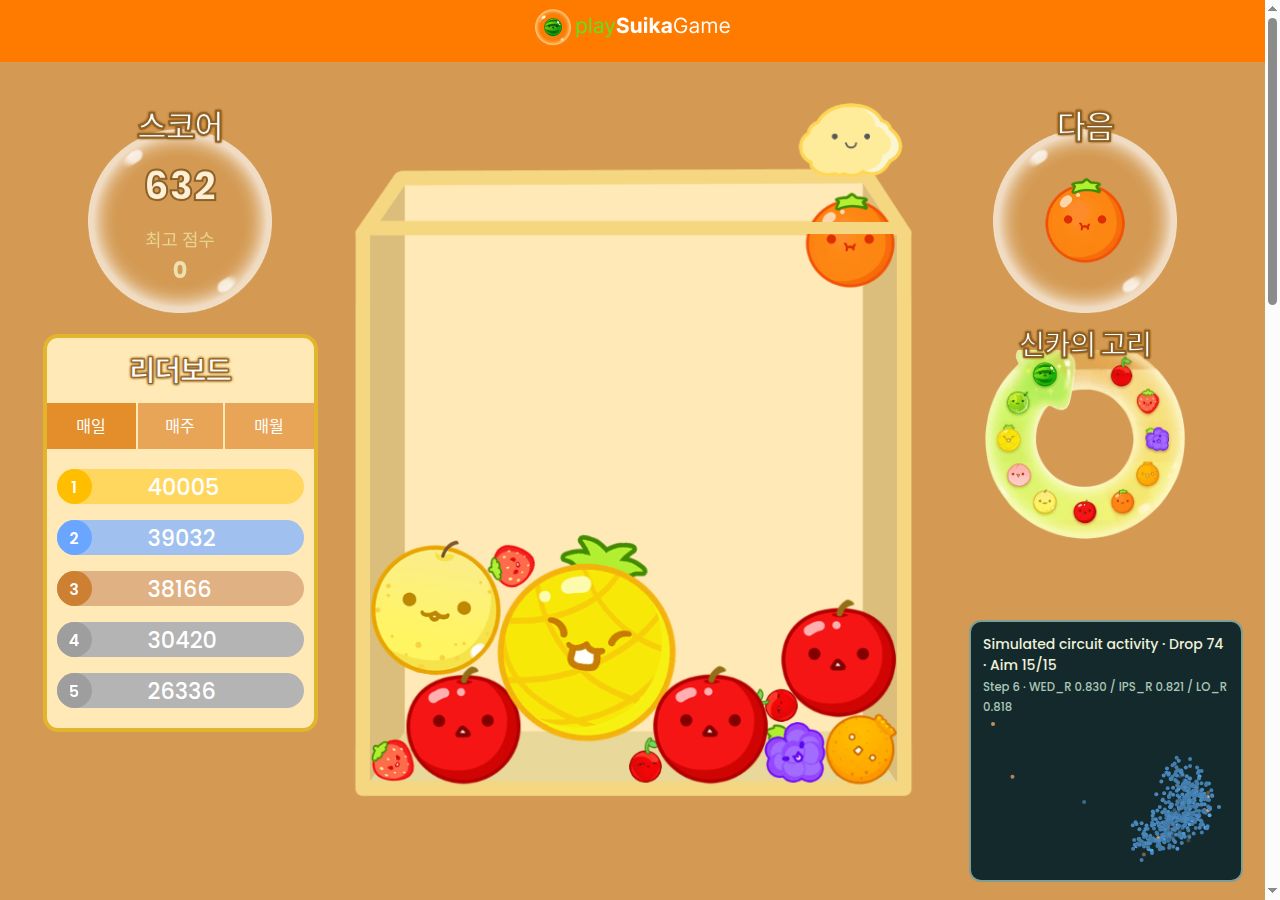 playSuikaGame
스코어
632
최고 점수
0
다음
신카의 고리
리더보드
매일 매주 매월
1 40005
2 39032
3 38166
4 30420
5 26336
Simulated circuit activity · Drop 74
· Aim 15/15
Step 6 · WED_R 0.830 / IPS_R 0.821 / LO_R
0.818